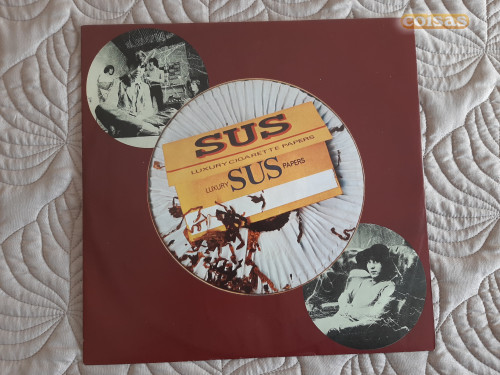 coisas
SUS
LUXURY CIGARETTE PAPERS
LUXURY SUS PAPERS